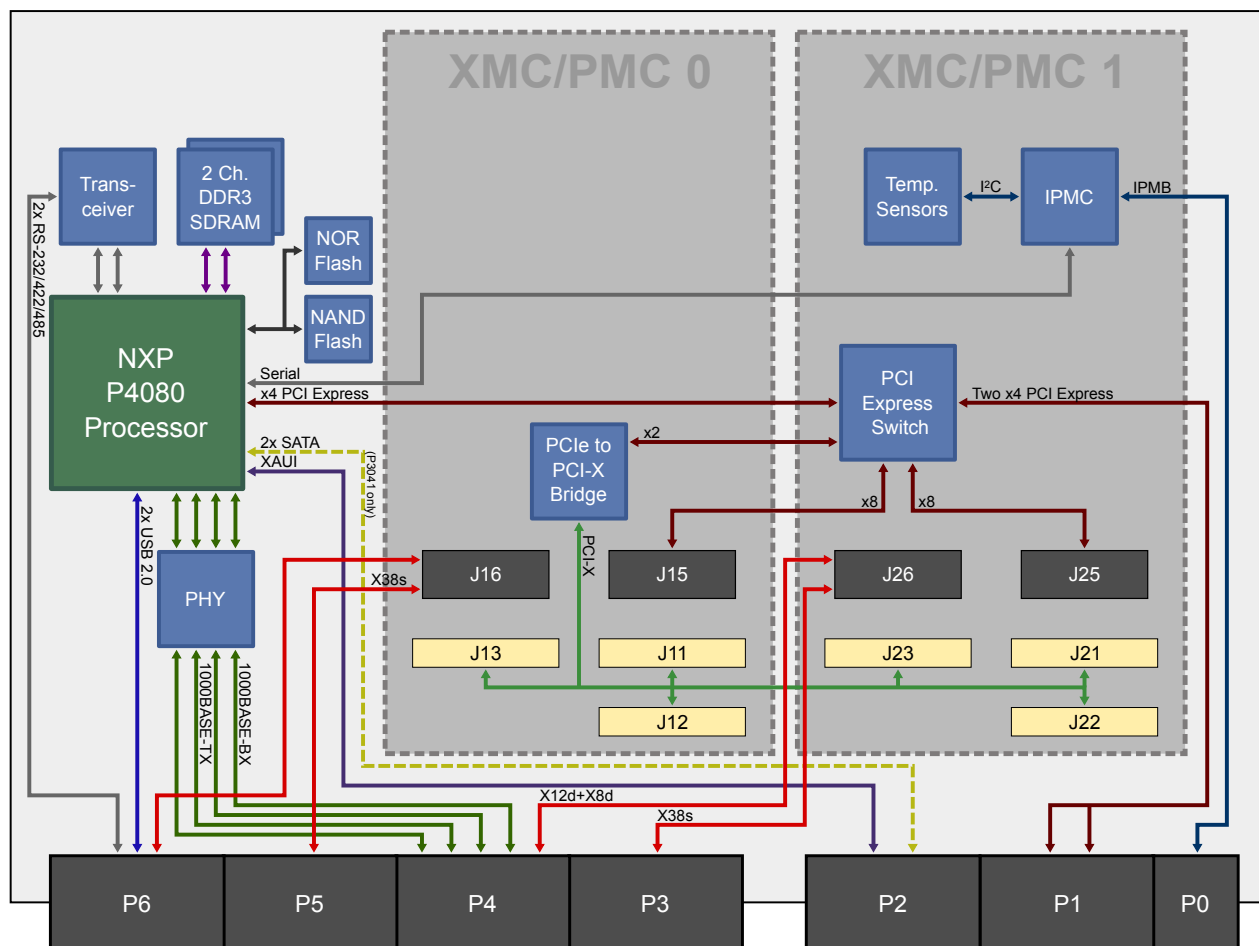 XMC/PMC 0
XMC/PMC 1
Trans-
ceiver
2 Ch.
DDR3
SDRAM
Temp.
Sensors
I²C
IPMC
IPMB
2x RS-232/422/485
NOR
Flash
NAND
Flash
NXP
P4080
Processor
Serial
x4 PCI Express
PCI
Express
Switch
Two x4 PCI Express
2x SATA
(P3041 only)
XAUI
PCIe to
PCI-X
Bridge
x2
x8
x8
2x USB 2.0
PCI-X
PHY
X38s
J16
J15
J26
J25
J13
J11
J23
J21
J12
J22
1000BASE-TX
1000BASE-BX
X12d+X8d
X38s
P6
P5
P4
P3
P2
P1
P0